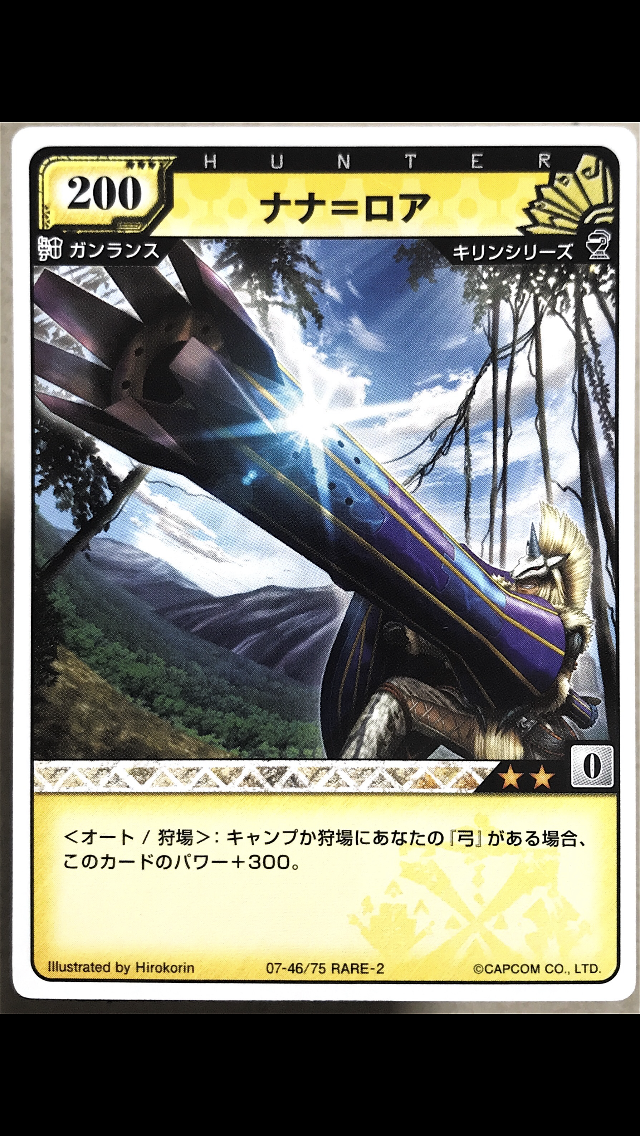 HUNTER
200
ナナ=ロア
ガンランス
キリンシリーズ
0
<オート / 狩場>：キャンプか狩場にあなたの『弓』がある場合、
このカードのパワー+300。
Illustrated by Hirokorin
07-46/75 RARE-2
©CAPCOM CO., LTD.